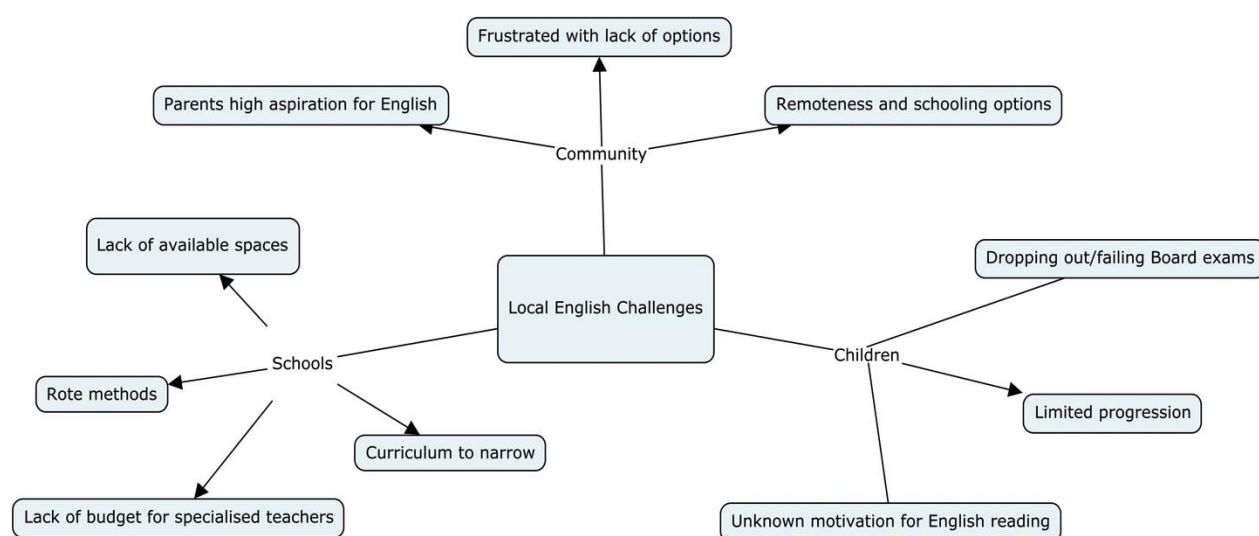 Frustrated with lack of options
Parents high aspiration for English
Remoteness and schooling options
Community
Lack of available spaces
Dropping out/failing Board exams
Local English Challenges
Children
Schools
Rote methods
Limited progression
Curriculum to narrow
Lack of budget for specialised teachers
Unknown motivation for English reading